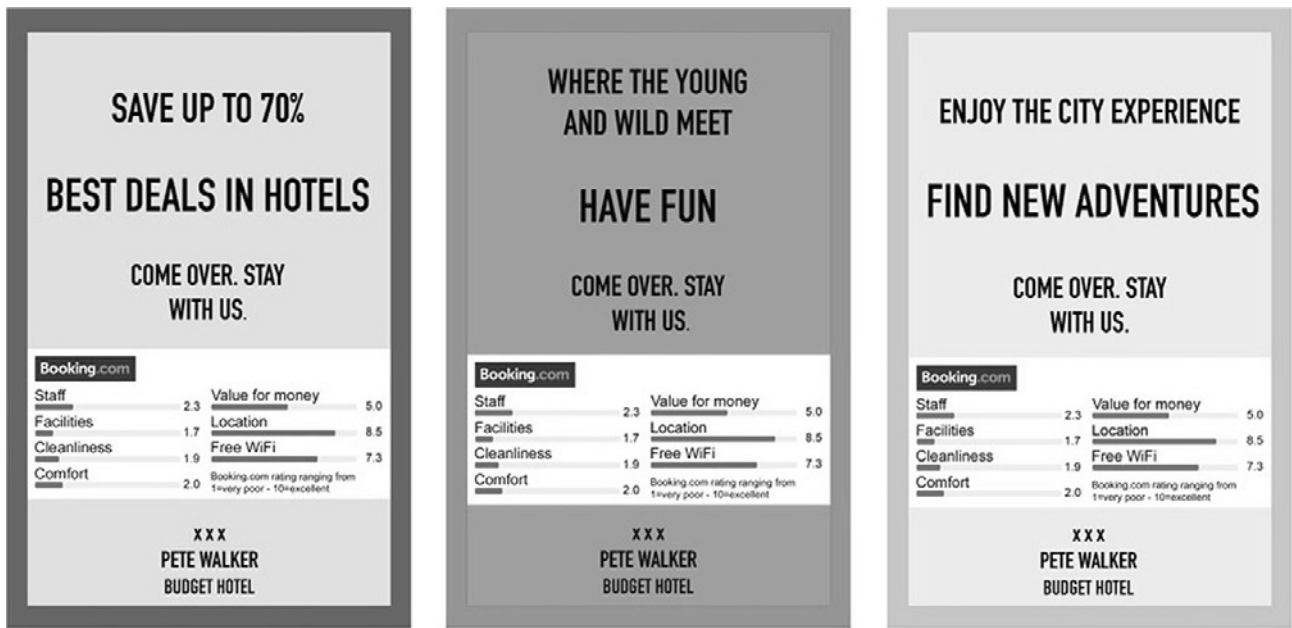 SAVE UP TO 70%
BEST DEALS IN HOTELS
COME OVER. STAY
WITH US.
Booking.com
Staff 2.3
Facilities 1.7
Cleanliness 1.9
Comfort 2.0
Value for money 5.0
Location 8.5
Free WiFi 7.3
Booking.com rating ranging from
1=very poor - 10=excellent
X X X
PETE WALKER
BUDGET HOTEL
WHERE THE YOUNG
AND WILD MEET
HAVE FUN
COME OVER. STAY
WITH US.
Booking.com
Staff 2.3
Facilities 1.7
Cleanliness 1.9
Comfort 2.0
Value for money 5.0
Location 8.5
Free WiFi 7.3
Booking.com rating ranging from
1=very poor - 10=excellent
X X X
PETE WALKER
BUDGET HOTEL
ENJOY THE CITY EXPERIENCE
FIND NEW ADVENTURES
COME OVER. STAY
WITH US.
Booking.com
Staff 2.3
Facilities 1.7
Cleanliness 1.9
Comfort 2.0
Value for money 5.0
Location 8.5
Free WiFi 7.3
Booking.com rating ranging from
1=very poor - 10=excellent
X X X
PETE WALKER
BUDGET HOTEL